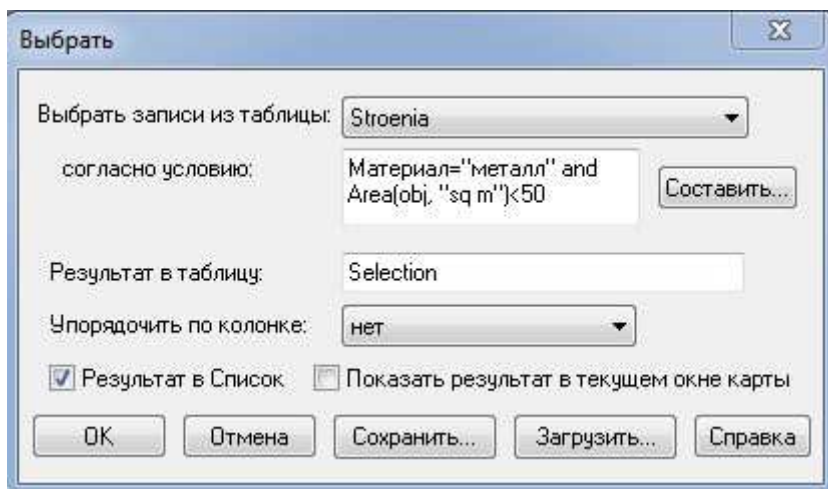 Выбрать
Выбрать записи из таблицы: Stroenia
согласно условию: Материал="металл" and
Area(obj, "sq m")<50
Составить...
Результат в таблицу: Selection
Упорядочить по колонке: нет
Результат в Список Показать результат в текущем окне карты
ОК Отмена Сохранить... Загрузить... Справка